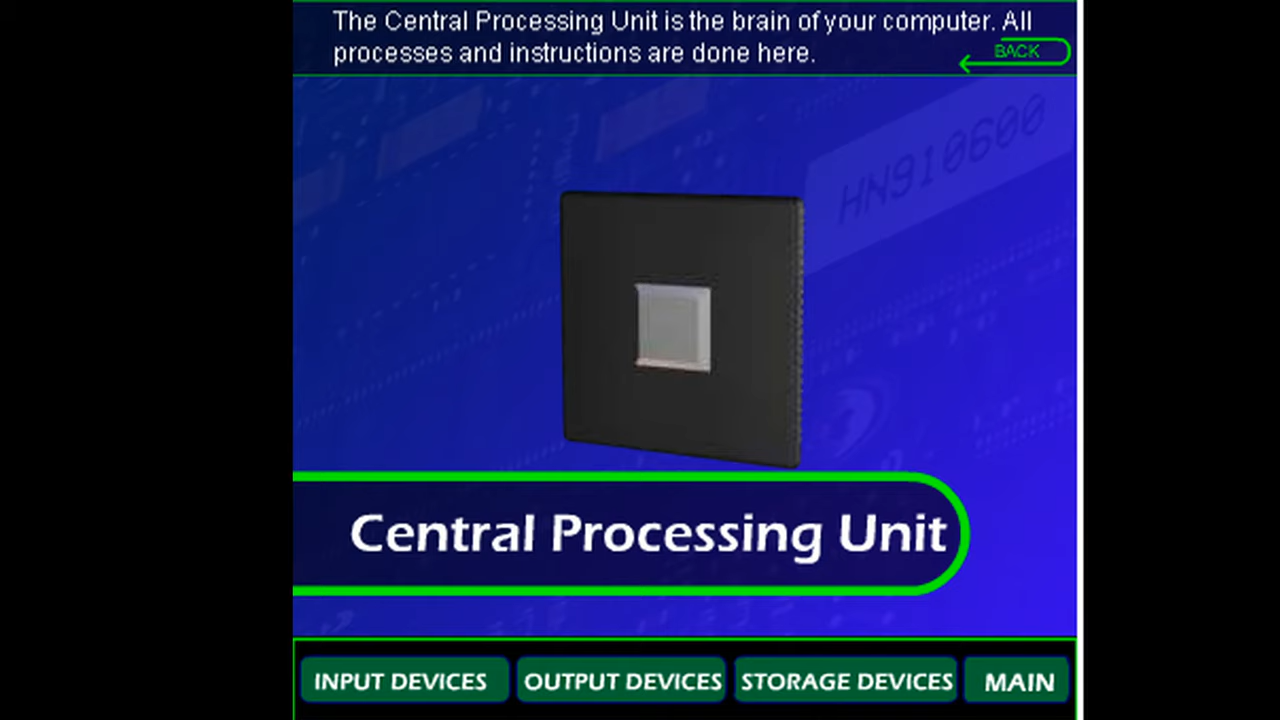 The Central Processing Unit is the brain of your computer. All
processes and instructions are done here.
BACK
HN910600
Central Processing Unit
INPUT DEVICES
OUTPUT DEVICES
STORAGE DEVICES
MAIN